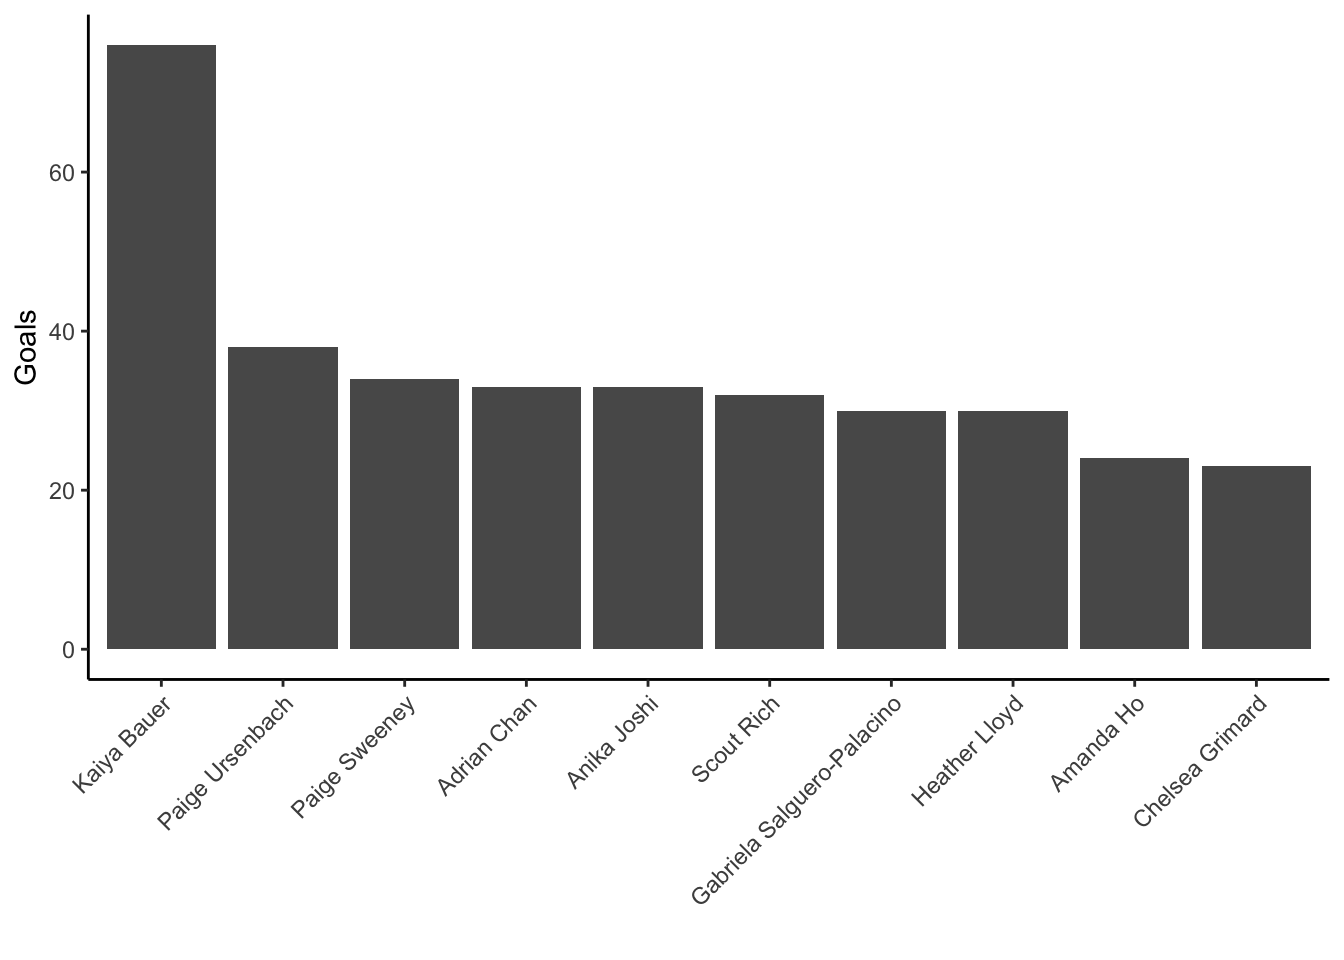 Goals
60
40
20
0
Kaiya Bauer
Paige Ursenbach
Paige Sweeney
Adrian Chan
Anika Joshi
Scout Rich
Gabriela Salguero-Palacino
Heather Lloyd
Amanda Ho
Chelsea Grimard